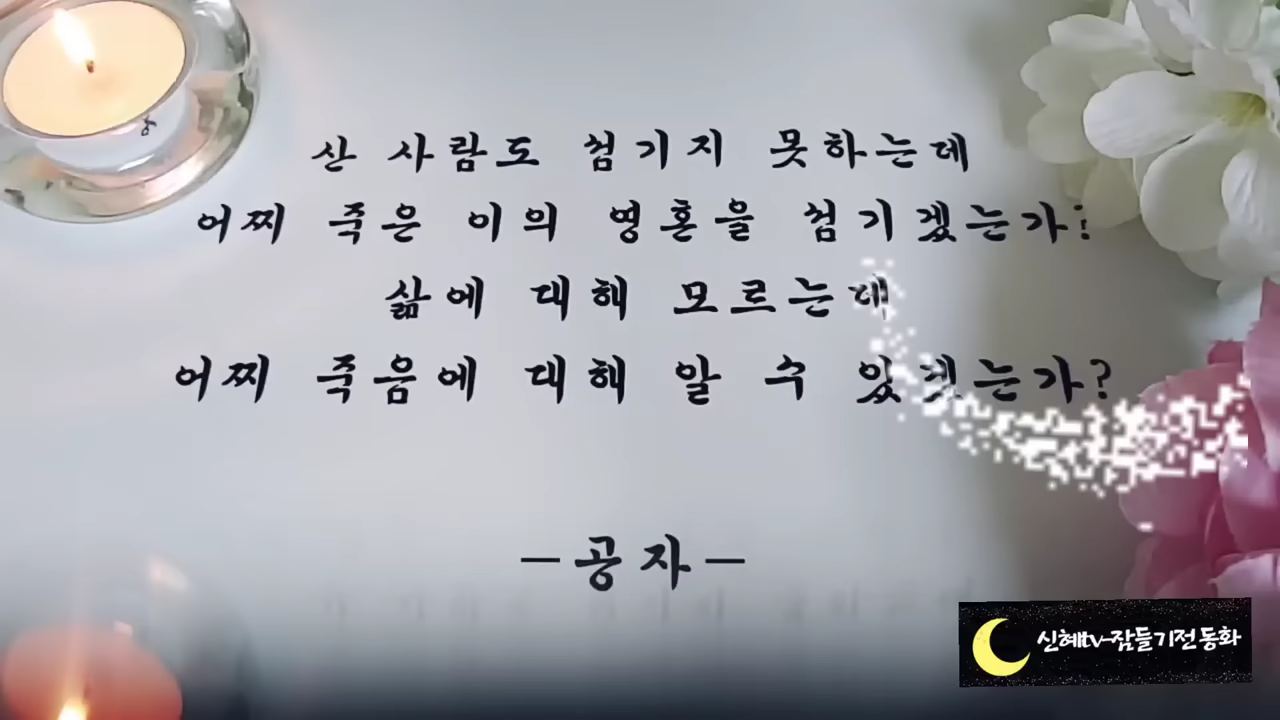 산 사람도 섬기지 못하는데
어찌 죽은 이의 영혼을 섬기겠는가?
삶에 대해 모르는데
어찌 죽음에 대해 알 수 있겠는가?
-공자-
신혜tv-잠들기전 동화